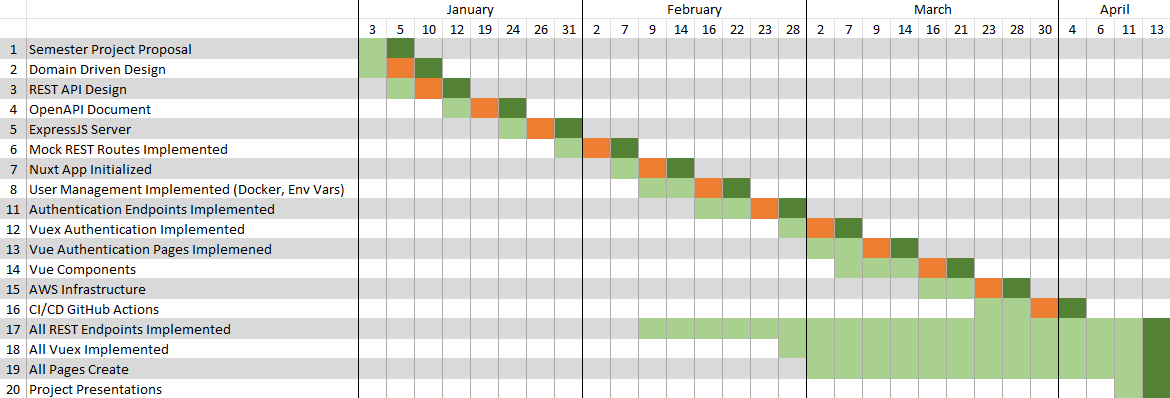 January February March April
3 5 10 12 19 24 26 31 2 7 9 14 16 22 23 28 2 7 9 14 16 21 23 28 30 4 6 11 13
1 Semester Project Proposal
2 Domain Driven Design
3 REST API Design
4 OpenAPI Document
5 ExpressJS Server
6 Mock REST Routes Implemented
7 Nuxt App Initialized
8 User Management Implemented (Docker, Env Vars)
11 Authentication Endpoints Implemented
12 Vuex Authentication Implemented
13 Vue Authentication Pages Implemened
14 Vue Components
15 AWS Infrastructure
16 CI/CD GitHub Actions
17 All REST Endpoints Implemented
18 All Vuex Implemented
19 All Pages Create
20 Project Presentations